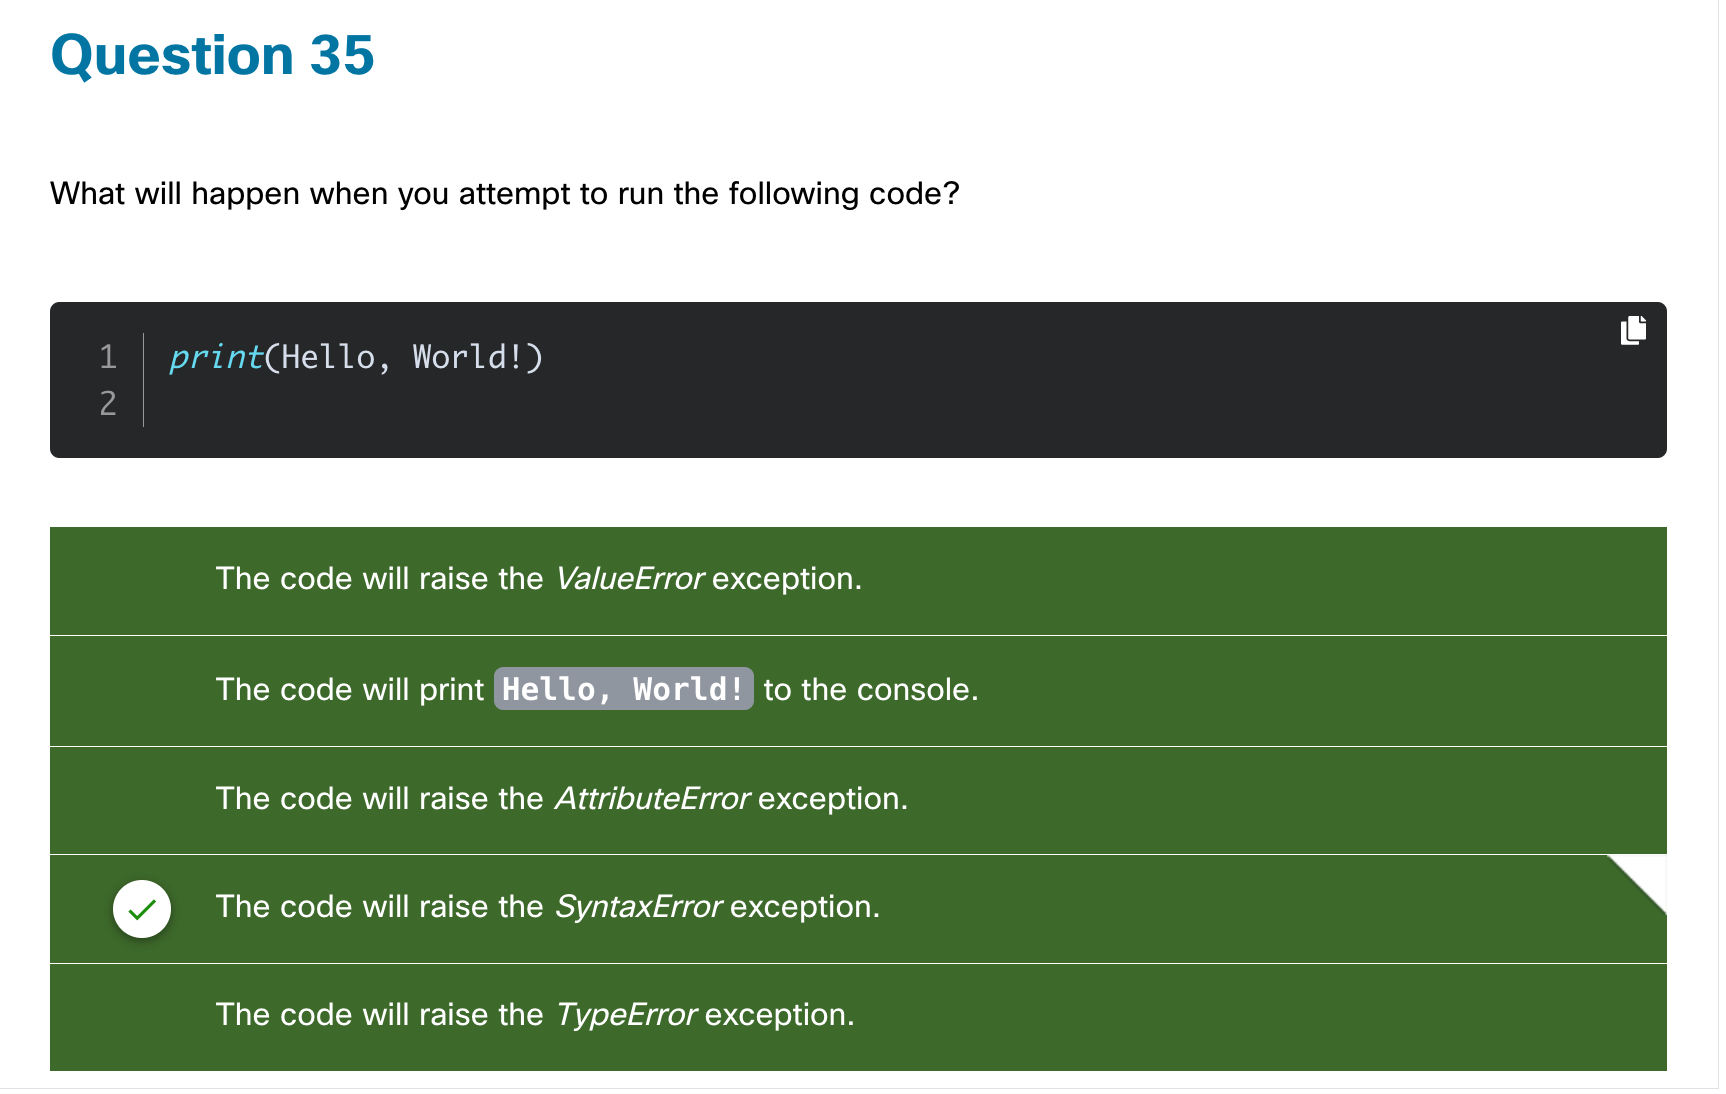 Question 35
What will happen when you attempt to run the following code?
1 print(Hello, World!)
2
The code will raise the ValueError exception.
The code will print Hello, World! to the console.
The code will raise the AttributeError exception.
The code will raise the SyntaxError exception.
The code will raise the TypeError exception.